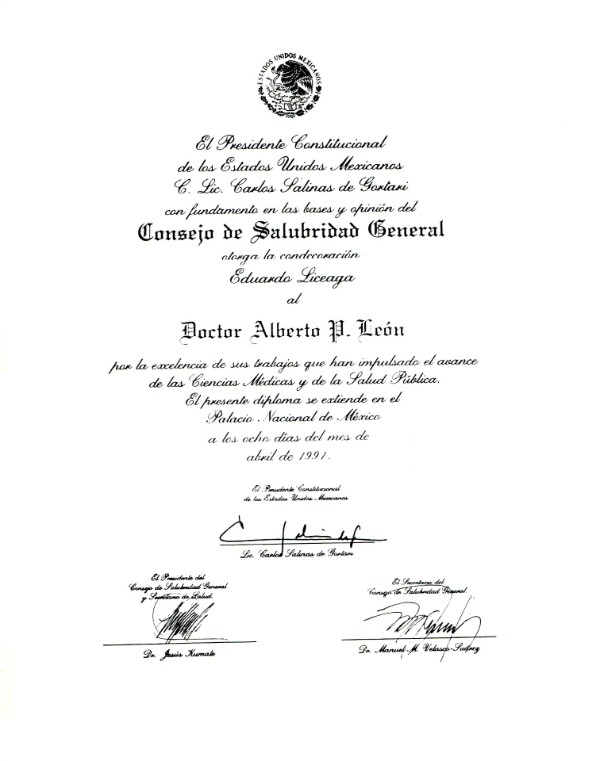 ESTADOS UNIDOS MEXICANOS
El Presidente Constitucional
de los Estados Unidos Mexicanos
C. Lic. Carlos Salinas de Gortari
con fundamento en las bases y opinión del
Consejo de Salubridad General
otorga la condecoración
Eduardo Liceaga
al
Doctor Alberto P. León
por la excelencia de sus trabajos que han impulsado el avance
de las Ciencias Médicas y de la Salud Pública.
El presente diploma se extiende en el
Palacio Nacional de México
a los ocho días del mes de
abril de 1991.
El Presidente Constitucional
de los Estados Unidos Mexicanos
Lic. Carlos Salinas de Gortari
El Presidente del
Consejo de Salubridad General
y Secretario de Salud
Dr. Jesús Kumate
El Secretario del
Consejo de Salubridad General
Dr. Manuel M. Velasco-Suárez